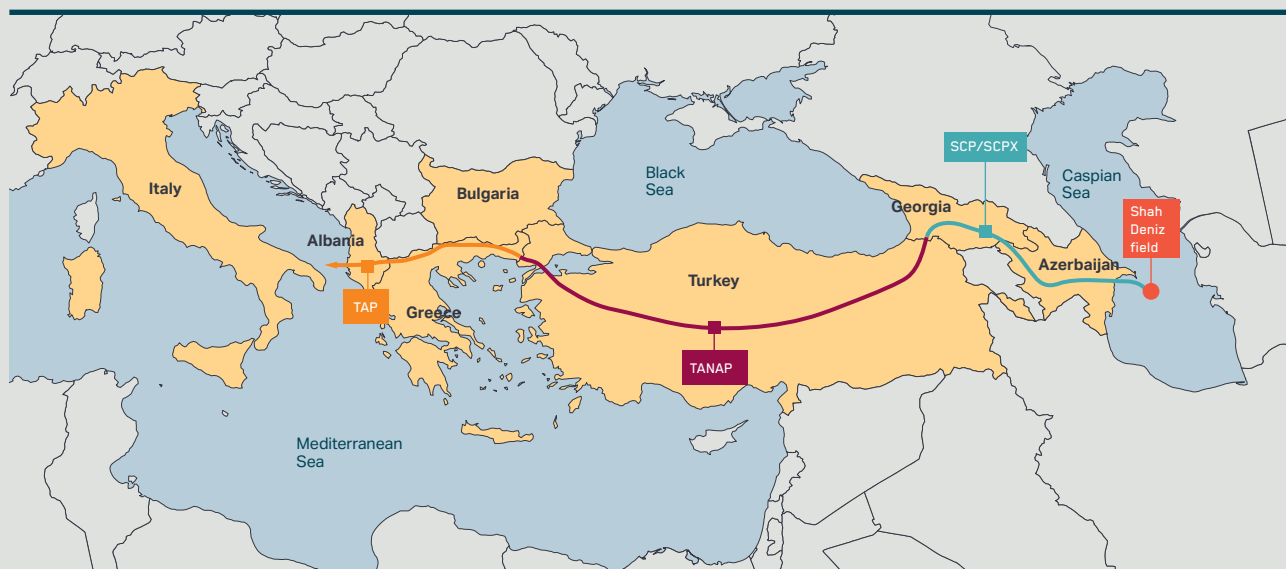 SCP/SCPX
Black
Sea
Caspian
Sea
Italy
Bulgaria
Georgia
Shah
Deniz
field
Albania
Azerbaijan
Turkey
TAP
Greece
TANAP
Mediterranean
Sea